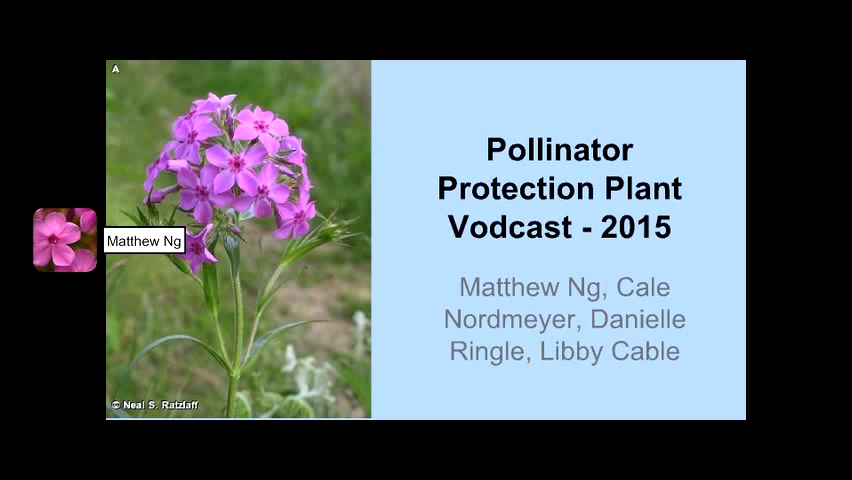 A
Pollinator
Protection Plant
Vodcast - 2015
Matthew Ng
Matthew Ng, Cale
Nordmeyer, Danielle
Ringle, Libby Cable
© Neal S. Ratzlaff